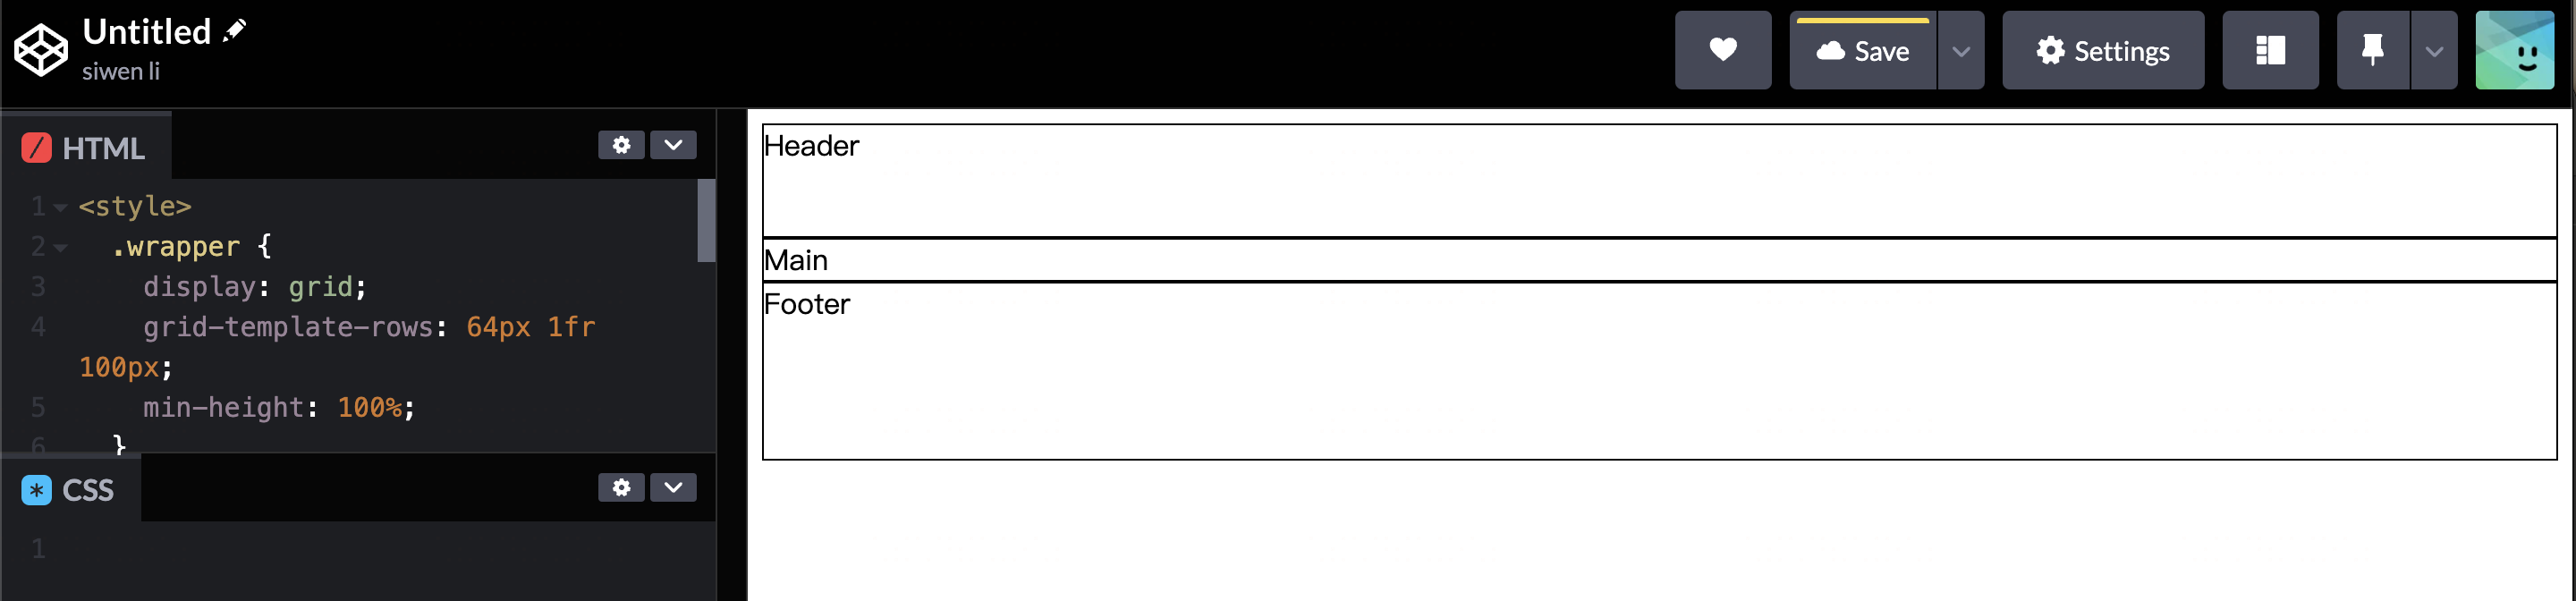 Untitled
siwen li
Save
Settings
HTML
1 <style>
2 .wrapper {
3 display: grid;
4 grid-template-rows: 64px 1fr
100px;
5 min-height: 100%;
6 }
CSS
1
Header
Main
Footer